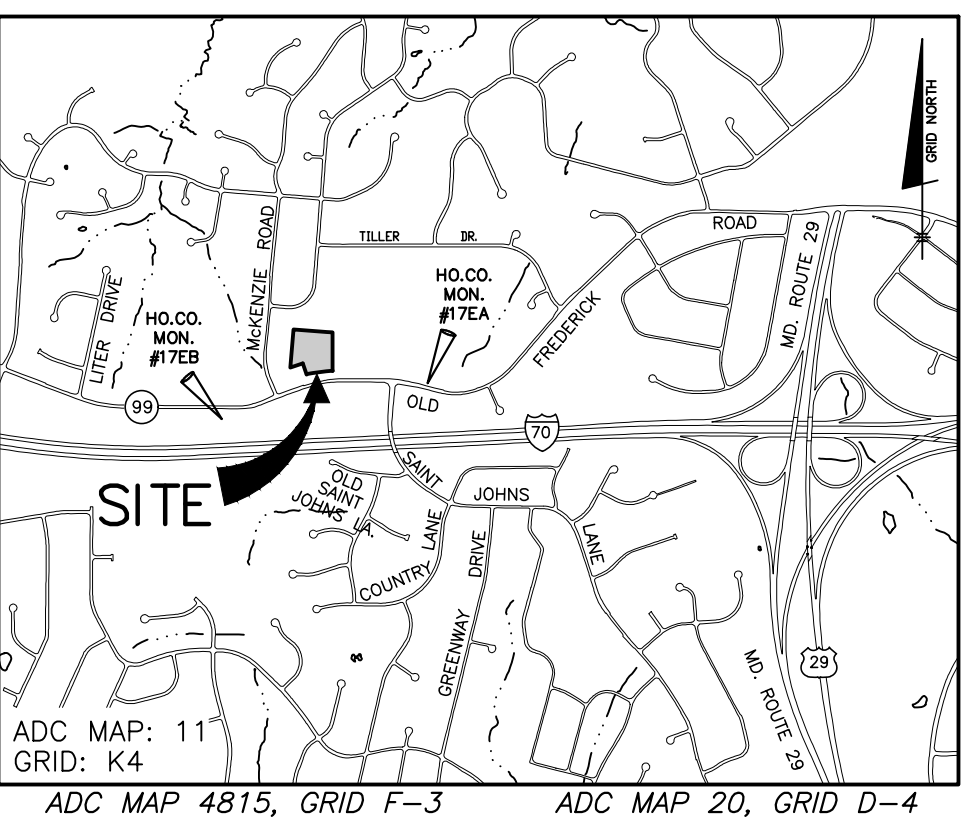 GRID NORTH
ROAD
TILLER DR.
McKENZIE ROAD
MD. ROUTE 29
HO.CO.
MON.
#17EA
LITER DRIVE
HO.CO.
MON.
#17EB
FREDERICK
99
OLD
70
SITE
SAINT
OLD
SAINT
JOHNS LA.
JOHNS
LANE
COUNTRY LANE
GREENWAY DRIVE
29
MD. ROUTE 29
ADC MAP: 11
GRID: K4
ADC MAP 4815, GRID F-3 ADC MAP 20, GRID D-4